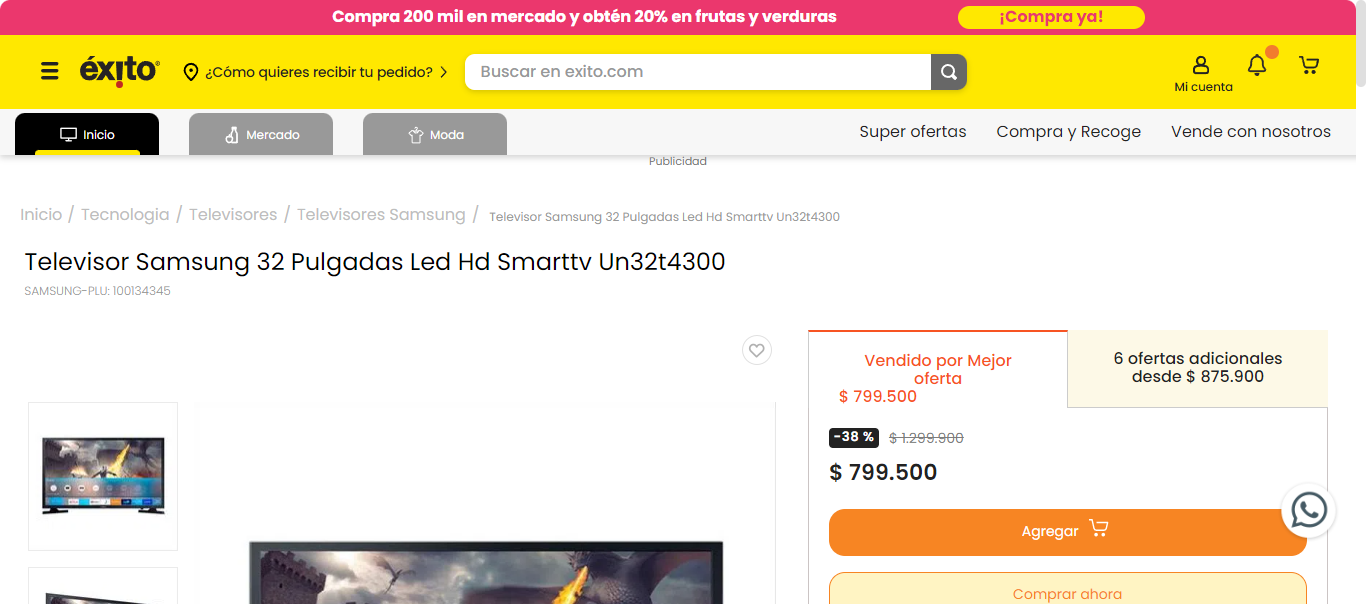 Compra 200 mil en mercado y obtén 20% en frutas y verduras
¡Compra ya!
éxito
¿Cómo quieres recibir tu pedido?
Buscar en exito.com
Mi cuenta
Inicio
Mercado
Moda
Super ofertas
Compra y Recoge
Vende con nosotros
Publicidad
Inicio / Tecnologia / Televisores / Televisores Samsung / Televisor Samsung 32 Pulgadas Led Hd Smarttv Un32t4300
Televisor Samsung 32 Pulgadas Led Hd Smarttv Un32t4300
SAMSUNG-PLU: 100134345
Vendido por Mejor
oferta
$ 799.500
6 ofertas adicionales
desde $ 875.900
-38 % $ 1.299.900
$ 799.500
Agregar
Comprar ahora